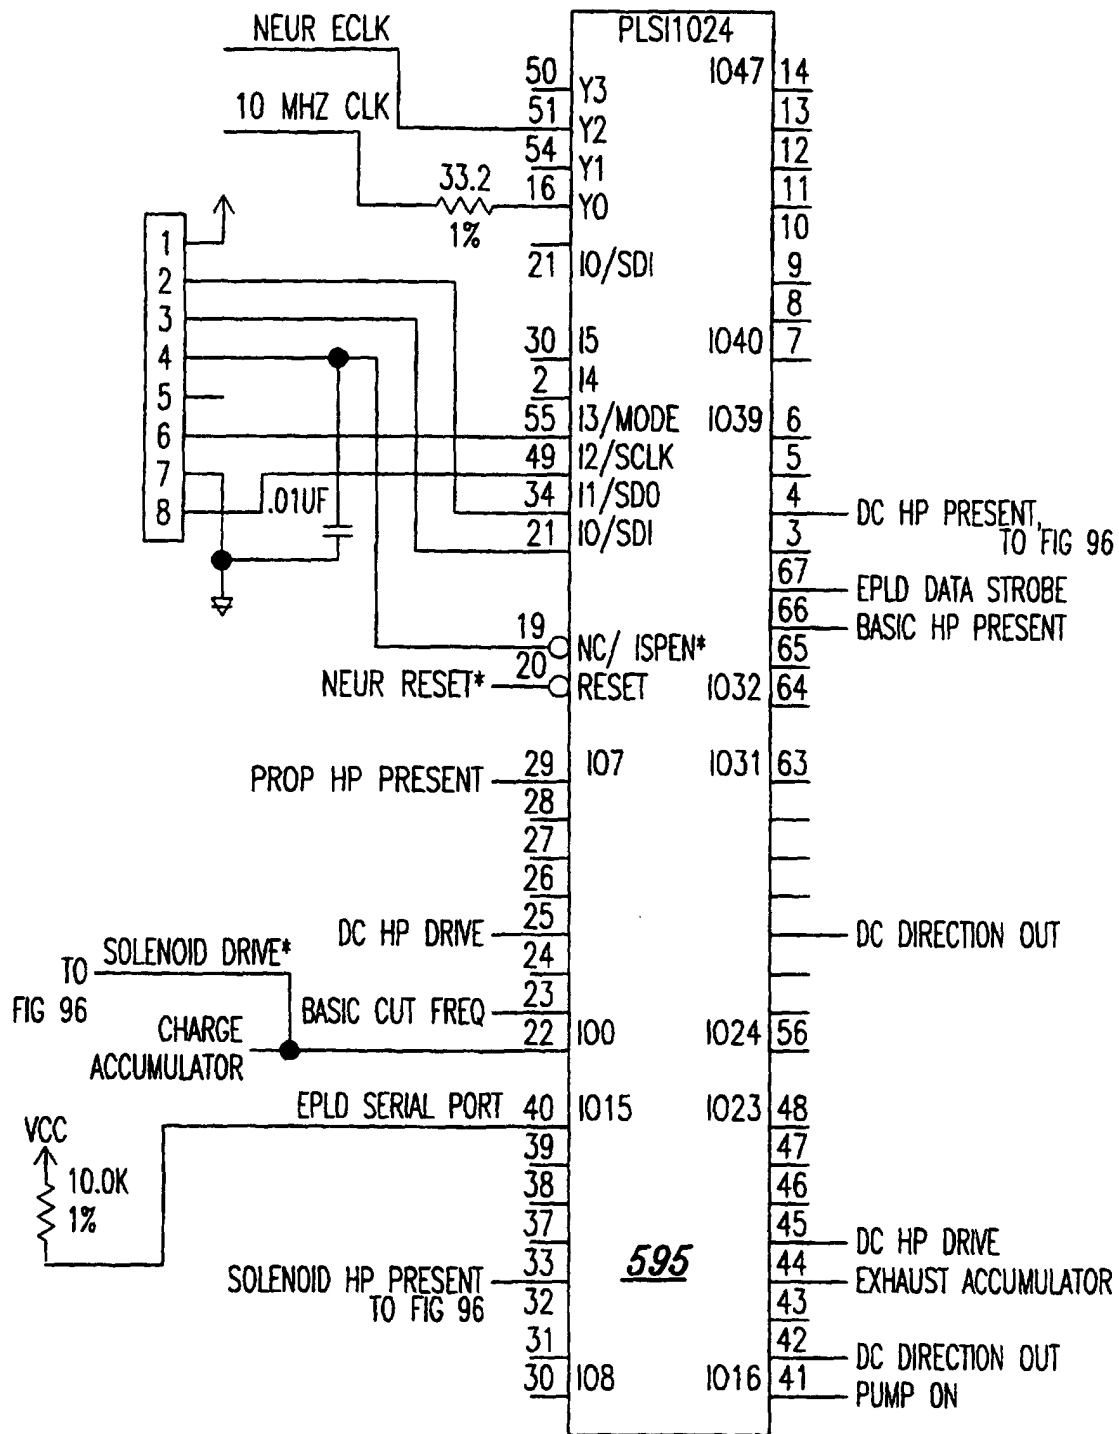 NEUR ECLK
PLSI1024
50 Y3
IO47 14
10 MHZ CLK
51 Y2
13
54 Y1
12
33.2
1%
16 Y0
11
10
21 IO/SDI
9
8
1
2
3
4
5
6
7
8
30 I5
IO40 7
2 I4
55 I3/MODE
IO39 6
49 I2/SCLK
5
.01UF
34 I1/SDO
4 DC HP PRESENT,
TO FIG 96
21 IO/SDI
3
67 EPLD DATA STROBE
66 BASIC HP PRESENT
19 NC/ ISPEN*
65
NEUR RESET* 20 RESET
IO32 64
PROP HP PRESENT 29 IO7
IO31 63
28
27
26
DC HP DRIVE 25
DC DIRECTION OUT
24
SOLENOID DRIVE*
TO
FIG 96
BASIC CUT FREQ 23
CHARGE
ACCUMULATOR
22 IO0
IO24 56
EPLD SERIAL PORT 40 IO15
IO23 48
VCC
10.0K
1%
39
47
38
46
37
45 DC HP DRIVE
595
SOLENOID HP PRESENT
TO FIG 96
33
44 EXHAUST ACCUMULATOR
32
43
31
42 DC DIRECTION OUT
30 IO8
IO16 41 PUMP ON